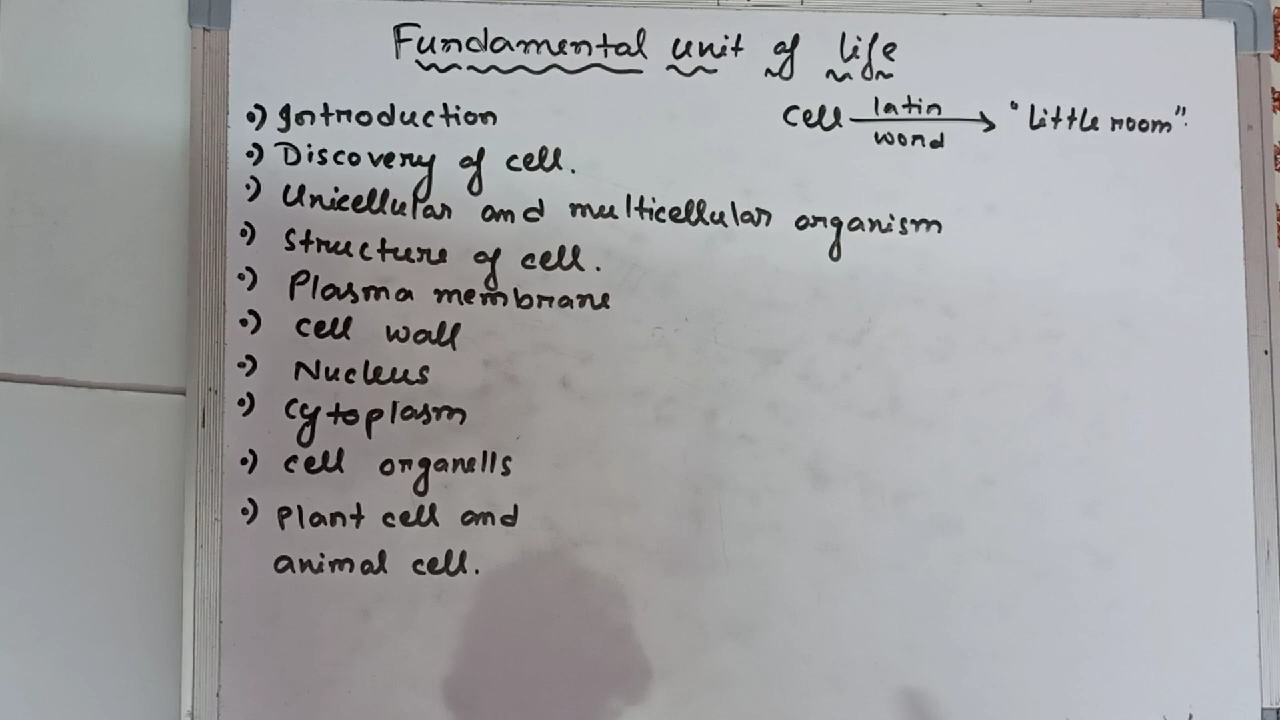 Fundamental unit of life
•) Introduction
cell latin word → "Little room".
•) Discovery of cell.
•) Unicellular and multicellular organism
•) structure of cell.
•) Plasma membrane
•) cell wall
•) Nucleus
•) cytoplasm
•) cell organells
•) plant cell and
animal cell.